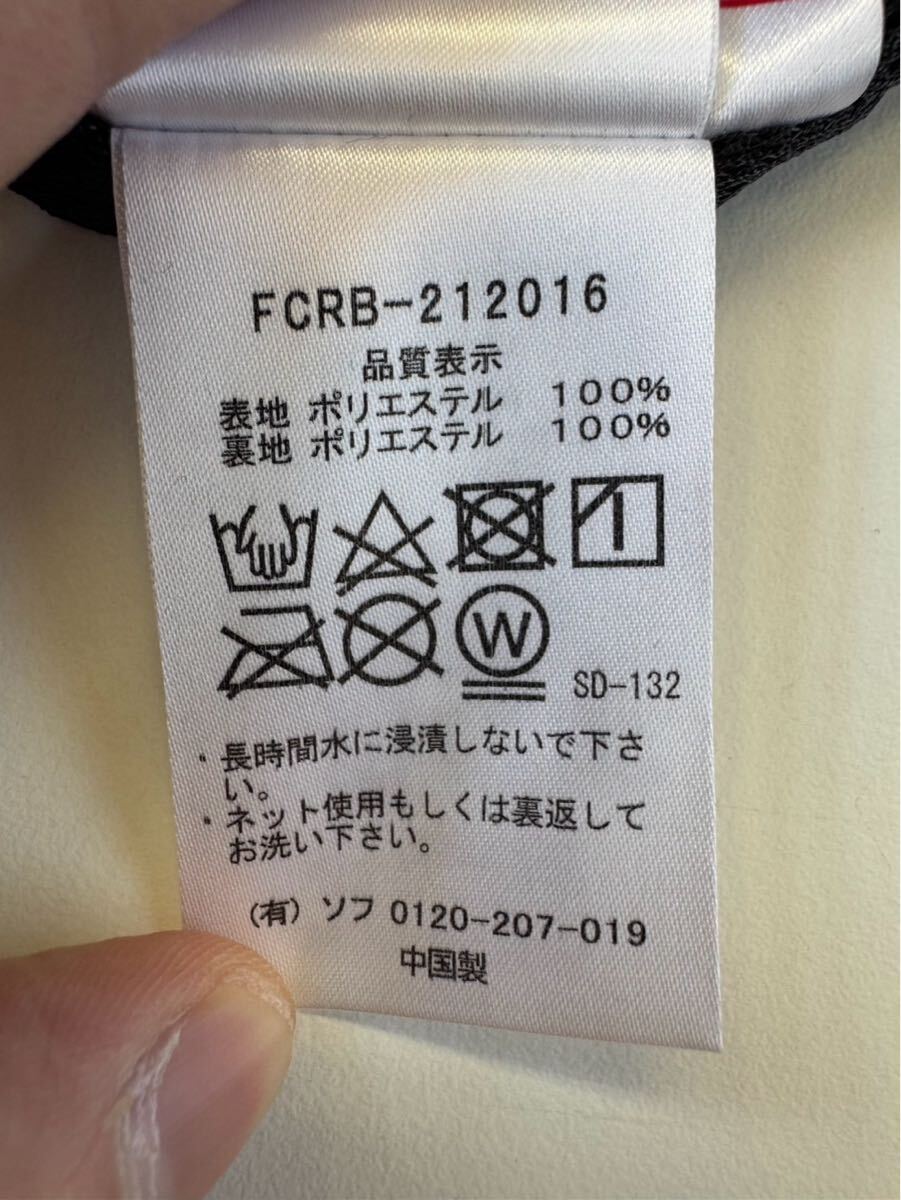 FCRB-212016
品質表示
表地 ポリエステル 100%
裏地 ポリエステル 100%
W
SD-132
・長時間水に浸漬しないで下さ
い。
・ネット使用もしくは裏返して
お洗い下さい。
(有) ソフ 0120-207-019
中国製